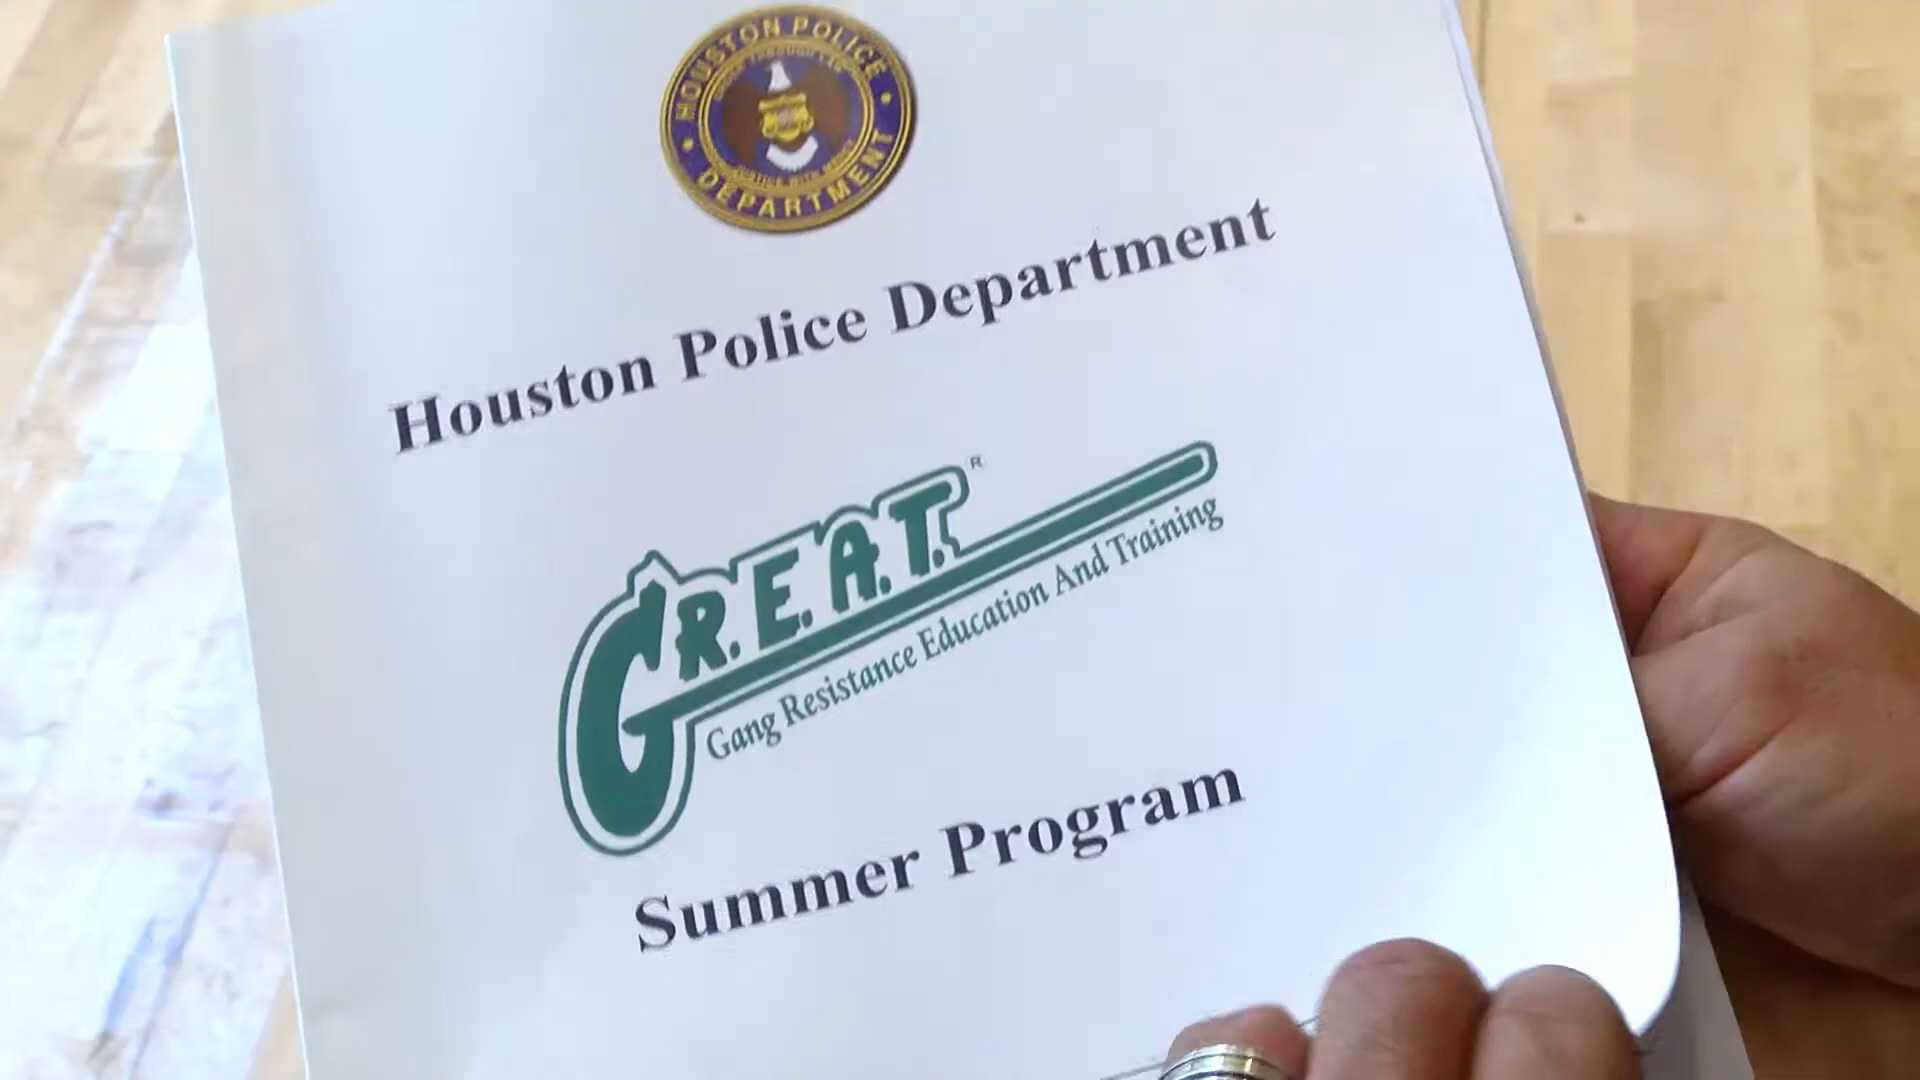 HOUSTON POLICE
DEPARTMENT
Houston Police Department
G.R.E.A.T.®
Gang Resistance Education And Training
Summer Program